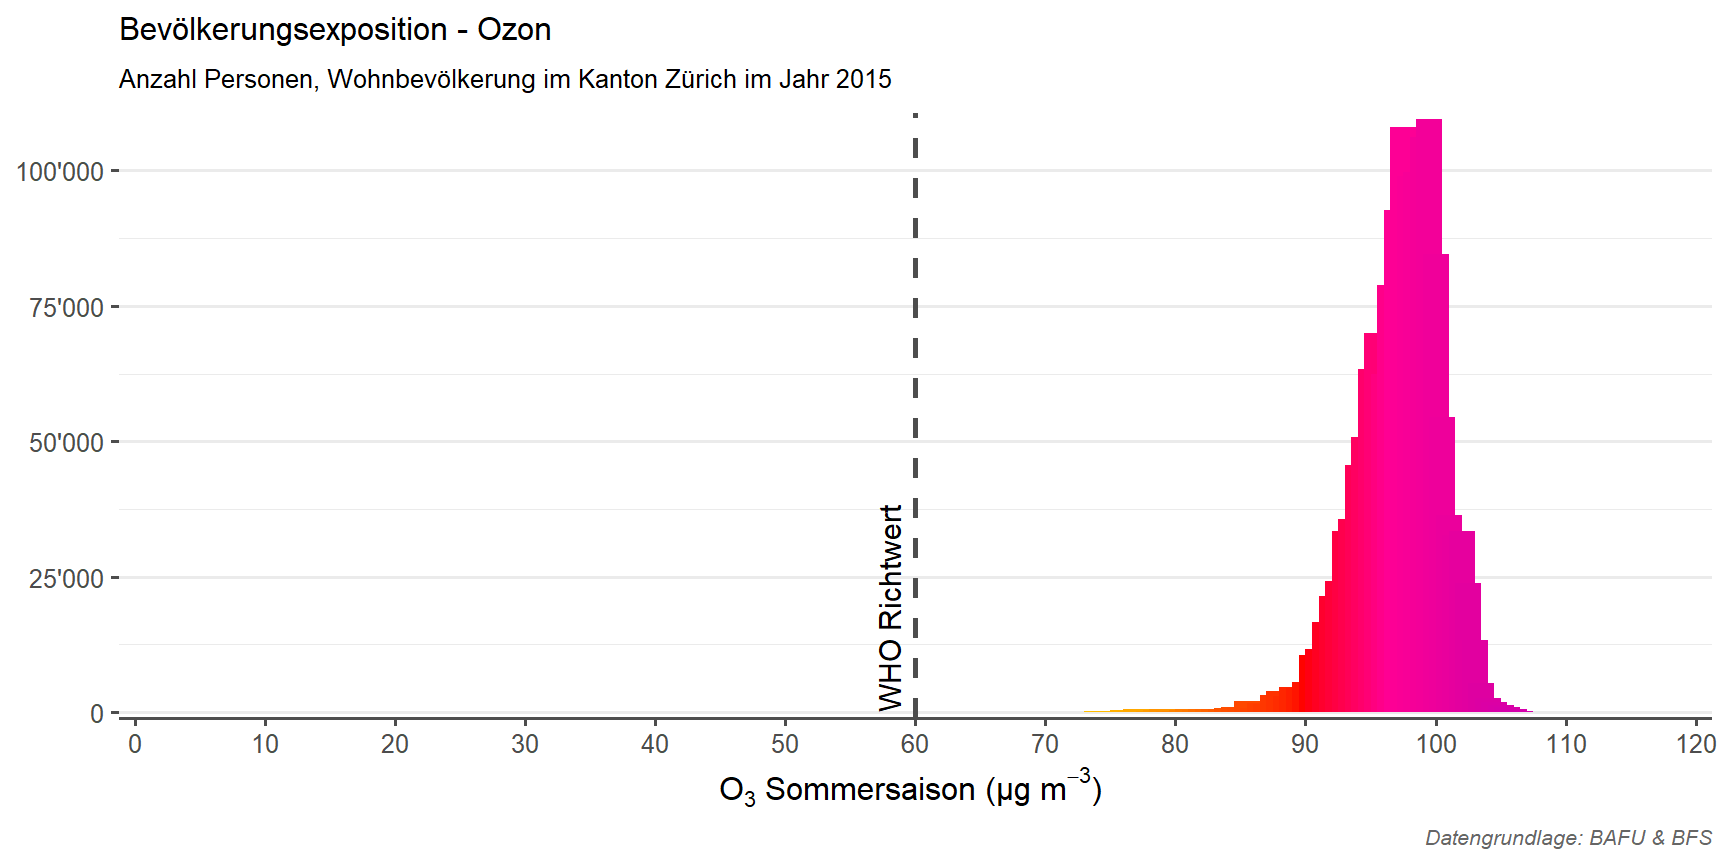 Bevölkerungsexposition - Ozon
Anzahl Personen, Wohnbevölkerung im Kanton Zürich im Jahr 2015
100'000
75'000
50'000
25'000
0
WHO Richtwert
0 10 20 30 40 50 60 70 80 90 100 110 120
O₃ Sommersaison (µg m⁻³)
Datengrundlage: BAFU & BFS